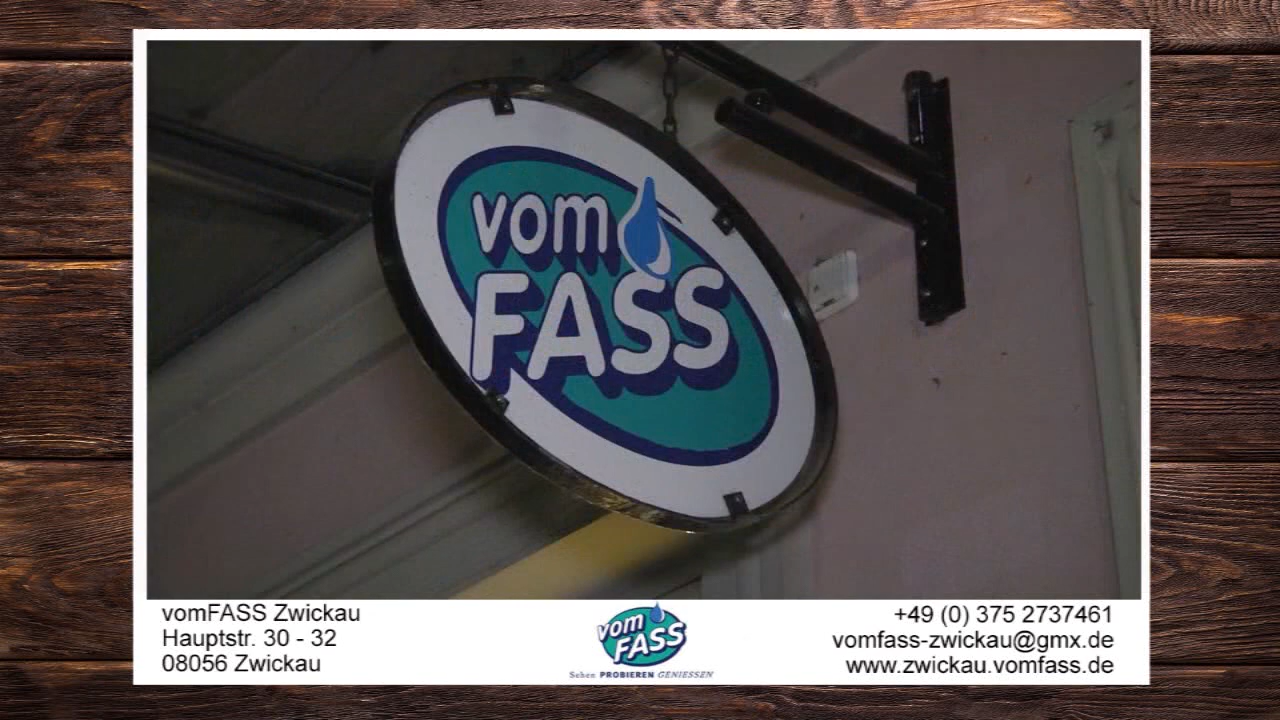 vom
FASS
vomFASS Zwickau
Hauptstr. 30 - 32
08056 Zwickau
vom
FASS
Sehen PROBIEREN GENIESSEN
+49 (0) 375 2737461
vomfass-zwickau@gmx.de
www.zwickau.vomfass.de